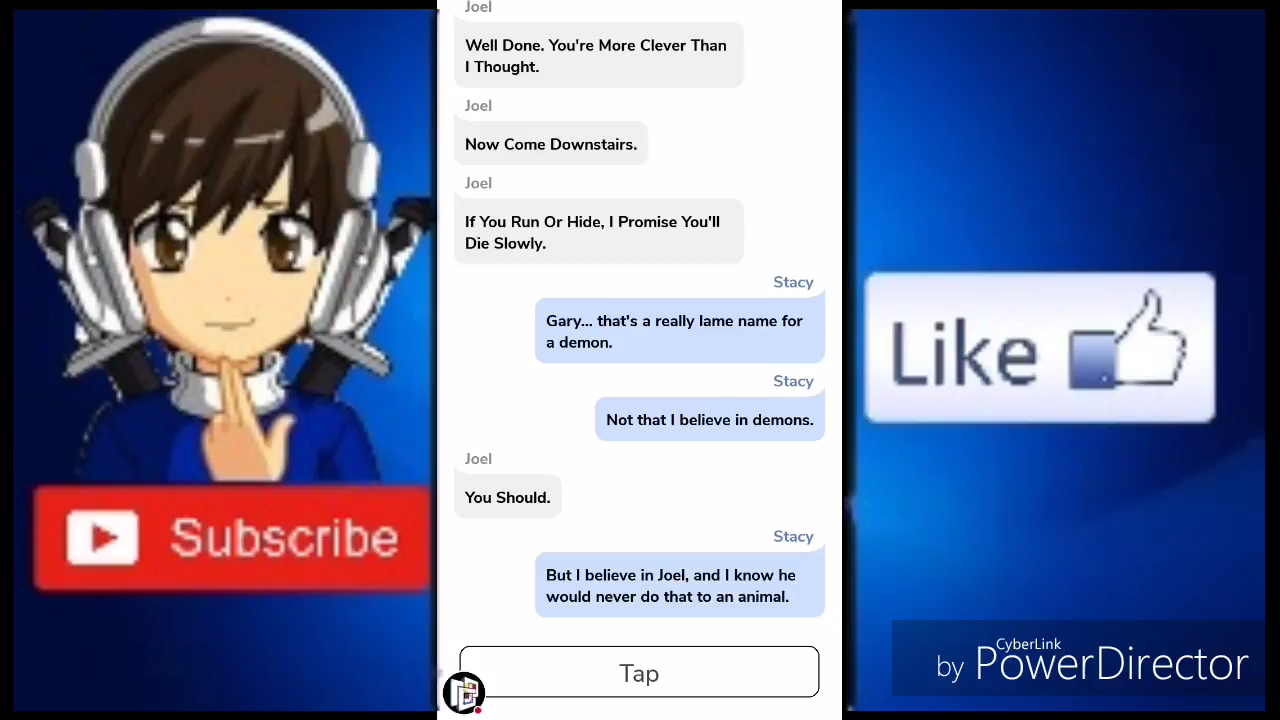 Joel
Well Done. You're More Clever Than
I Thought.
Joel
Now Come Downstairs.
Joel
If You Run Or Hide, I Promise You'll
Die Slowly.
Stacy
Gary... that's a really lame name for
a demon.
Stacy
Not that I believe in demons.
Joel
You Should.
Stacy
But I believe in Joel, and I know he
would never do that to an animal.
Tap
Subscribe
Like
by CyberLink
PowerDirector